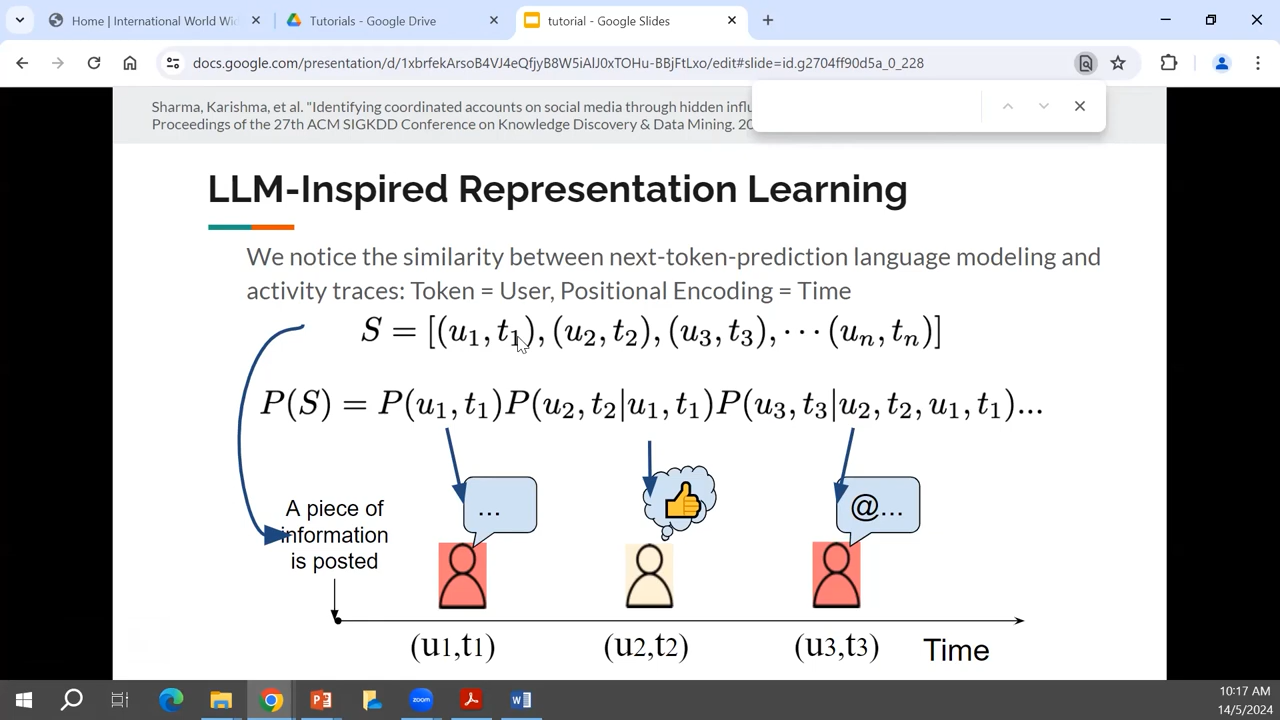 Home | International World Wid
Tutorials - Google Drive
tutorial - Google Slides
docs.google.com/presentation/d/1xbrfekArsoB4VJ4eQfjyB8W5iAlJ0xTOHu-BBjFtLxo/edit#slide=id.g2704ff90d5a_0_228
Sharma, Karishma, et al. "Identifying coordinated accounts on social media through hidden influ
Proceedings of the 27th ACM SIGKDD Conference on Knowledge Discovery & Data Mining. 20
LLM-Inspired Representation Learning
We notice the similarity between next-token-prediction language modeling and
activity traces: Token = User, Positional Encoding = Time
S = [(u₁, t₁), (u₂, t₂), (u₃, t₃), ⋯ (uₙ, tₙ)]
P(S) = P(u₁, t₁)P(u₂, t₂|u₁, t₁)P(u₃, t₃|u₂, t₂, u₁, t₁)...
A piece of
information
is posted
...
@...
(u1,t1)
(u2,t2)
(u3,t3)
Time
zoom
10:17 AM
14/5/2024